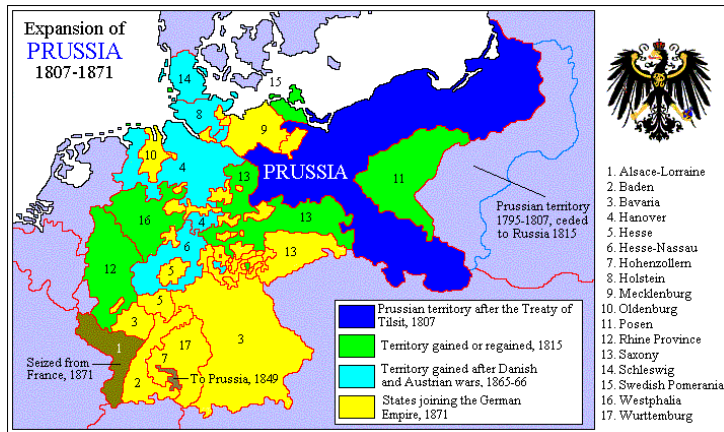 Expansion of
PRUSSIA
1807-1871
14
15
8
9
10
4
13
PRUSSIA
11
16
13
4
6
13
12
5
5
3
1
17
3
7
2
Seized from
France, 1871
To Prussia, 1849
Prussian territory
1795-1807, ceded
to Russia 1815
Prussian territory after the Treaty of
Tilsit, 1807
Territory gained or regained, 1815
Territory gained after Danish
and Austrian wars, 1865-66
States joining the German
Empire, 1871
1. Alsace-Lorraine
2. Baden
3. Bavaria
4. Hanover
5. Hesse
6. Hesse-Nassau
7. Hohenzollern
8. Holstein
9. Mecklenburg
10. Oldenburg
11. Posen
12. Rhine Province
13. Saxony
14. Schleswig
15. Swedish Pomerania
16. Westphalia
17. Wurttemburg